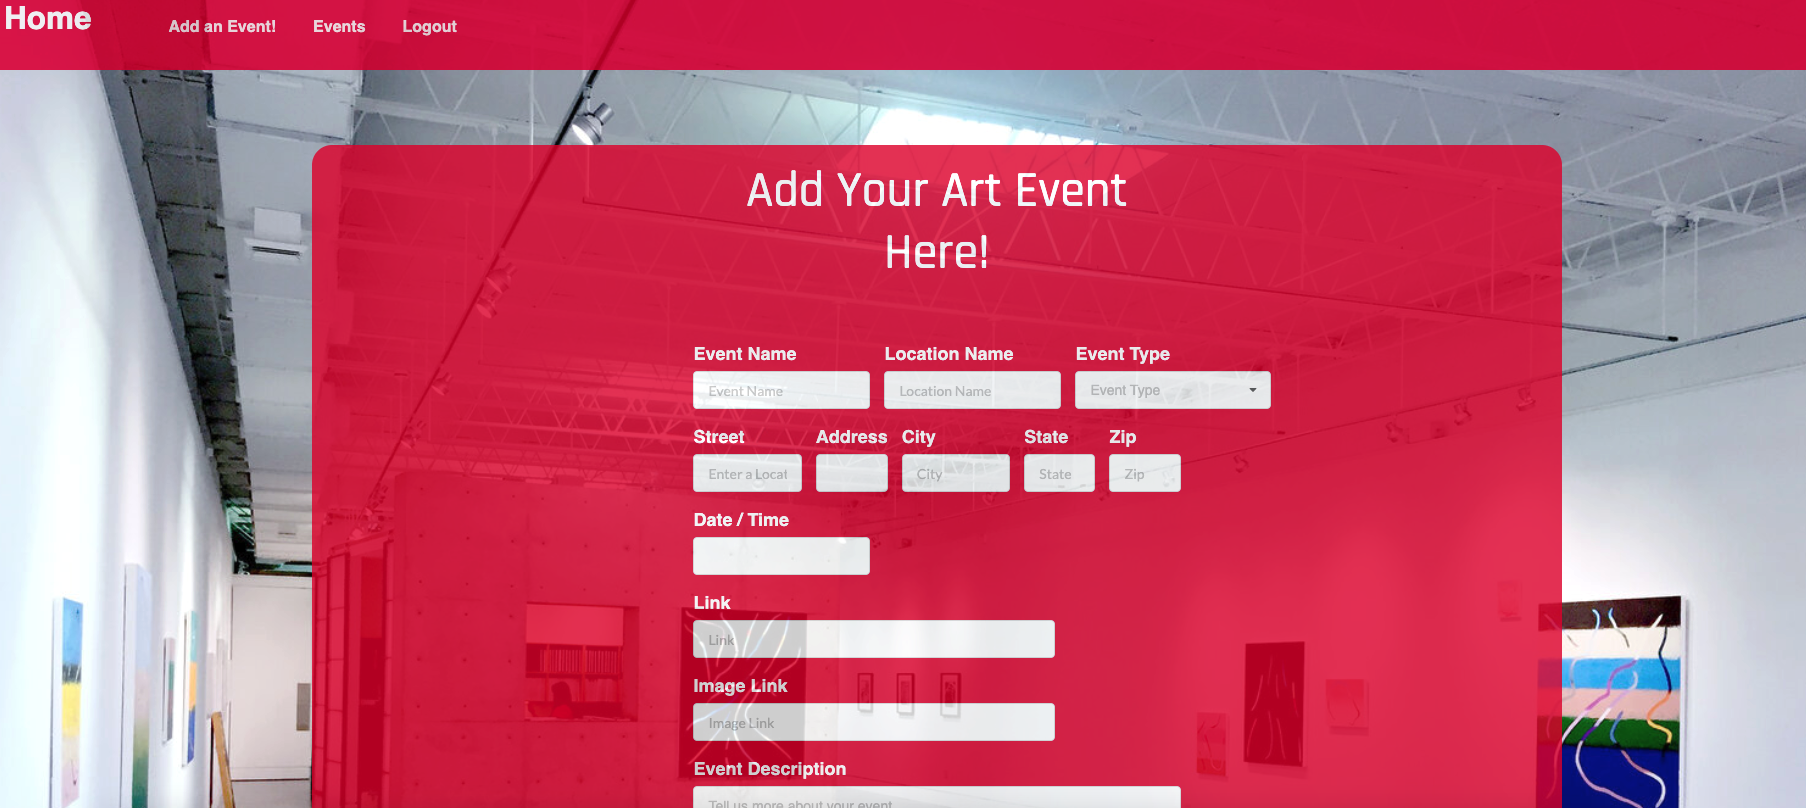 Home
Add an Event! Events Logout
Add Your Art Event
Here!
Event Name Location Name Event Type
Event Name Location Name Event Type
Street Address City State Zip
Enter a Locat City State Zip
Date / Time
Link
Link
Image Link
Image Link
Event Description
Tell us more about your event